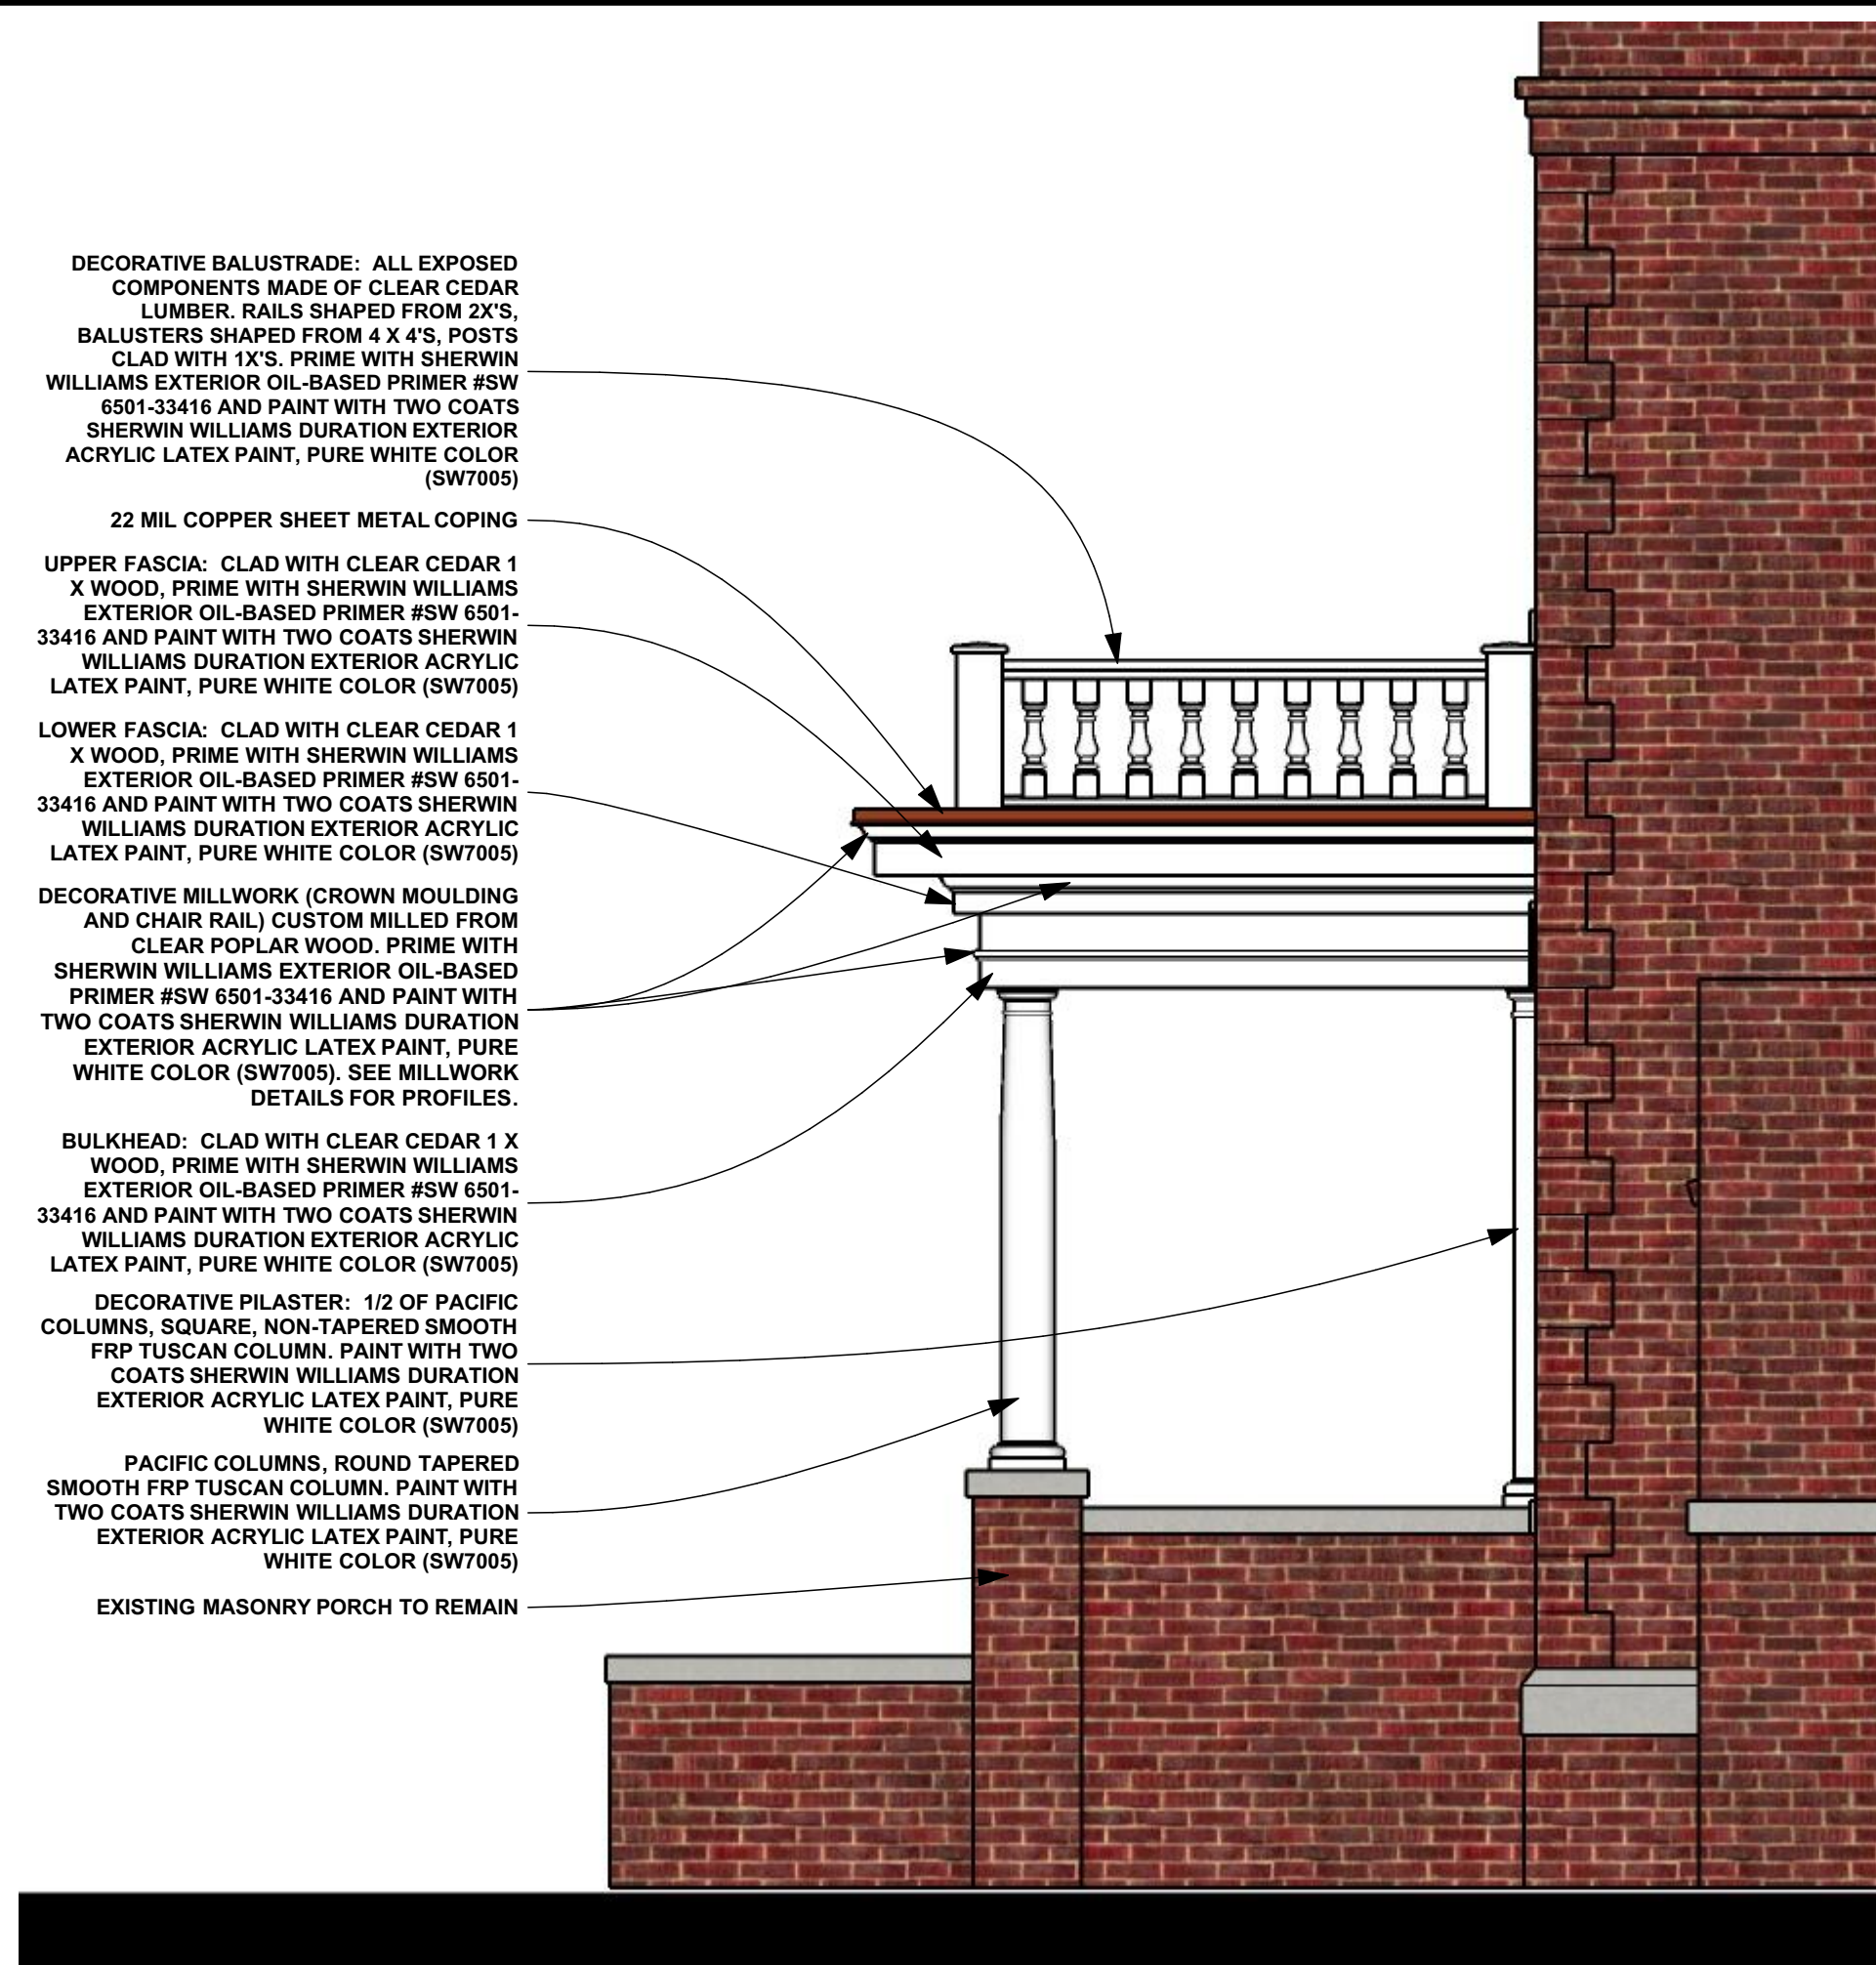 DECORATIVE BALUSTRADE:  ALL EXPOSED
COMPONENTS MADE OF CLEAR CEDAR
LUMBER. RAILS SHAPED FROM 2X'S,
BALUSTERS SHAPED FROM 4 X 4'S, POSTS
CLAD WITH 1X'S. PRIME WITH SHERWIN
WILLIAMS EXTERIOR OIL-BASED PRIMER #SW
6501-33416 AND PAINT WITH TWO COATS
SHERWIN WILLIAMS DURATION EXTERIOR
ACRYLIC LATEX PAINT, PURE WHITE COLOR
(SW7005)
22 MIL COPPER SHEET METAL COPING
UPPER FASCIA:  CLAD WITH CLEAR CEDAR 1
X WOOD, PRIME WITH SHERWIN WILLIAMS
EXTERIOR OIL-BASED PRIMER #SW 6501-
33416 AND PAINT WITH TWO COATS SHERWIN
WILLIAMS DURATION EXTERIOR ACRYLIC
LATEX PAINT, PURE WHITE COLOR (SW7005)
LOWER FASCIA:  CLAD WITH CLEAR CEDAR 1
X WOOD, PRIME WITH SHERWIN WILLIAMS
EXTERIOR OIL-BASED PRIMER #SW 6501-
33416 AND PAINT WITH TWO COATS SHERWIN
WILLIAMS DURATION EXTERIOR ACRYLIC
LATEX PAINT, PURE WHITE COLOR (SW7005)
DECORATIVE MILLWORK (CROWN MOULDING
AND CHAIR RAIL) CUSTOM MILLED FROM
CLEAR POPLAR WOOD. PRIME WITH
SHERWIN WILLIAMS EXTERIOR OIL-BASED
PRIMER #SW 6501-33416 AND PAINT WITH
TWO COATS SHERWIN WILLIAMS DURATION
EXTERIOR ACRYLIC LATEX PAINT, PURE
WHITE COLOR (SW7005). SEE MILLWORK
DETAILS FOR PROFILES.
BULKHEAD:  CLAD WITH CLEAR CEDAR 1 X
WOOD, PRIME WITH SHERWIN WILLIAMS
EXTERIOR OIL-BASED PRIMER #SW 6501-
33416 AND PAINT WITH TWO COATS SHERWIN
WILLIAMS DURATION EXTERIOR ACRYLIC
LATEX PAINT, PURE WHITE COLOR (SW7005)
DECORATIVE PILASTER:  1/2 OF PACIFIC
COLUMNS, SQUARE, NON-TAPERED SMOOTH
FRP TUSCAN COLUMN. PAINT WITH TWO
COATS SHERWIN WILLIAMS DURATION
EXTERIOR ACRYLIC LATEX PAINT, PURE
WHITE COLOR (SW7005)
PACIFIC COLUMNS, ROUND TAPERED
SMOOTH FRP TUSCAN COLUMN. PAINT WITH
TWO COATS SHERWIN WILLIAMS DURATION
EXTERIOR ACRYLIC LATEX PAINT, PURE
WHITE COLOR (SW7005)
EXISTING MASONRY PORCH TO REMAIN